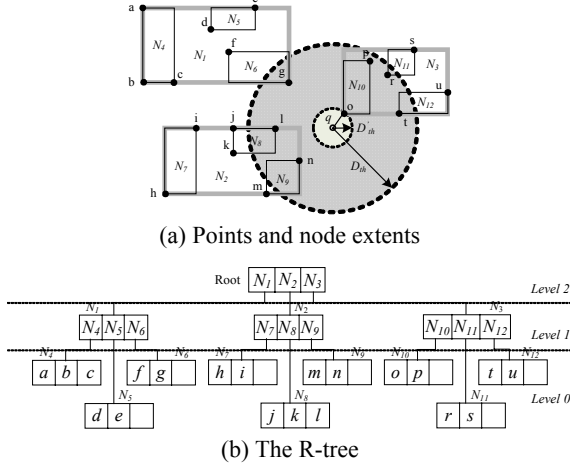 a
e
d
N5
s
N4
N1
f
p
N11
N3
N6
N10
r
u
b
c
g
N12
o
t
q
D'th
i
j
l
k
N8
n
Dth
N7
N2
N9
h
m
(a) Points and node extents
Root
N1 N2 N3
Level 2
N1
N2
N3
N4 N5 N6
N7 N8 N9
N10 N11 N12
Level 1
N4
N6
N7
N9
N10
N12
a b c
f g
h i
m n
o p
t u
N5
N8
N11
Level 0
d e
j k l
r s
(b) The R-tree